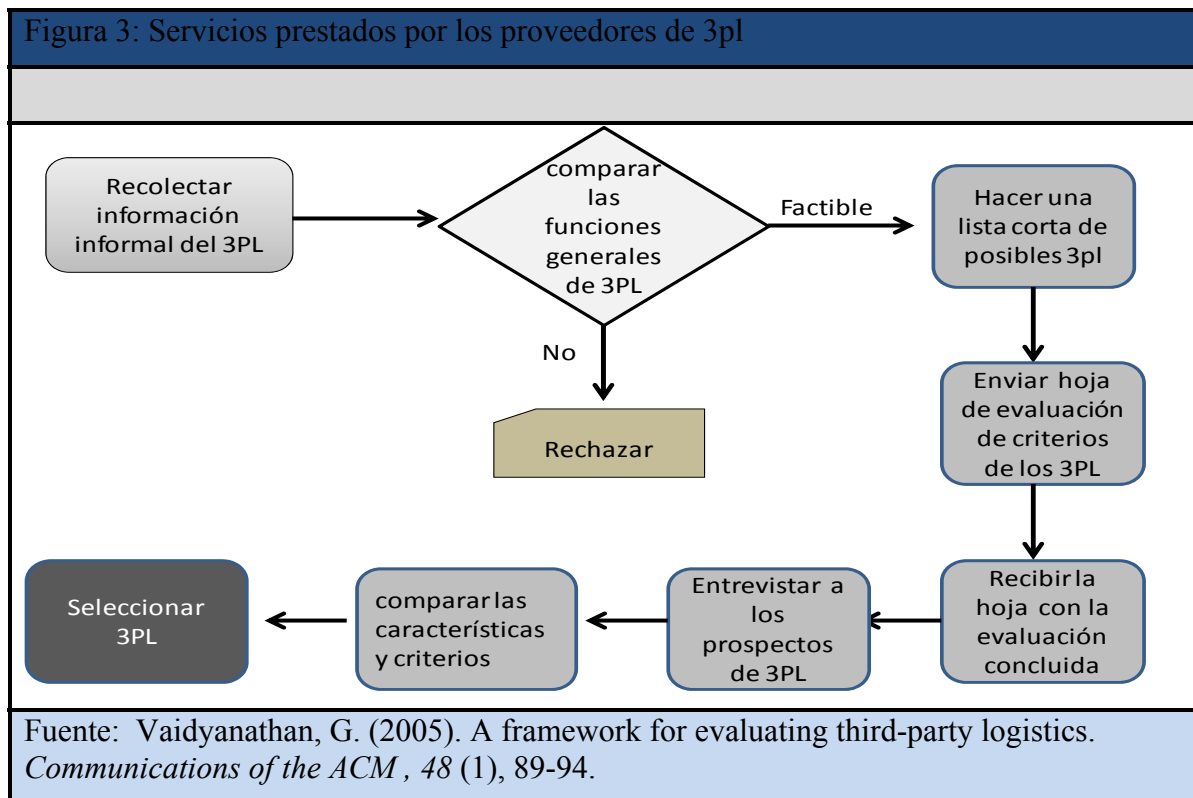 Figura 3: Servicios prestados por los proveedores de 3pl
Recolectar
información
informal del 3PL
comparar
las
funciones
generales
de 3PL
Factible
Hacer una
lista corta de
posibles 3pl
No
Rechazar
Enviar hoja
de evaluación
de criterios
de los 3PL
Recibir la
hoja con la
evaluación
concluida
Entrevistar a
los
prospectos
de 3PL
comparar las
características
y criterios
Seleccionar
3PL
Fuente: Vaidyanathan, G. (2005). A framework for evaluating third-party logistics.
Communications of the ACM , 48 (1), 89-94.